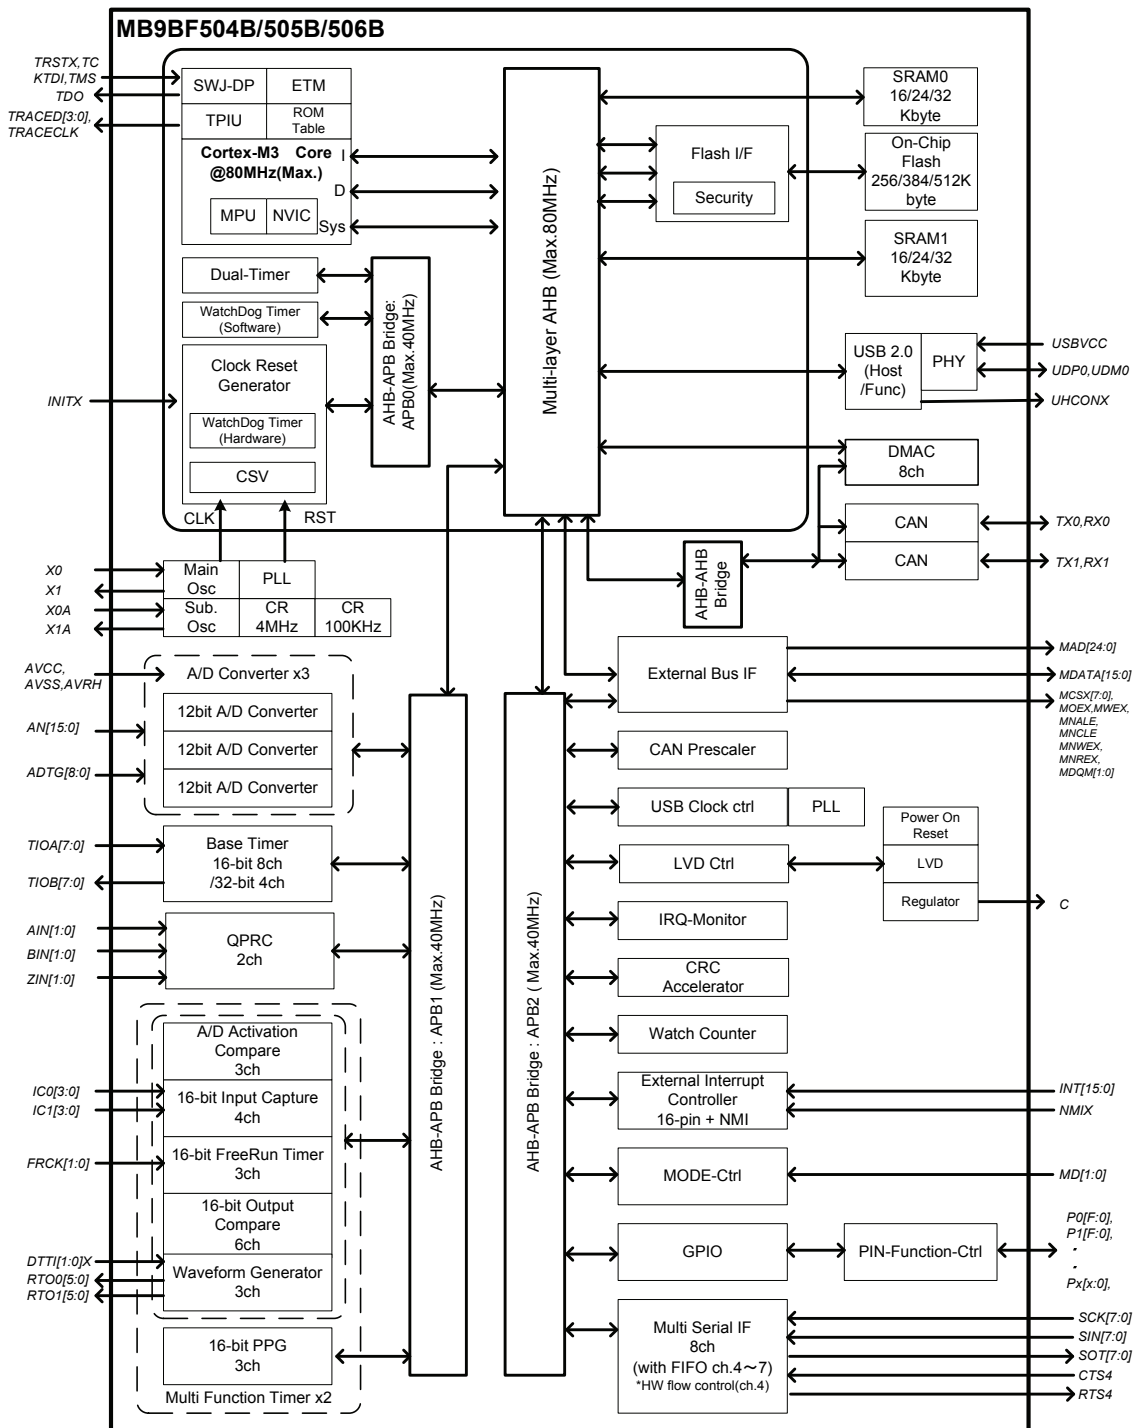 MB9BF504B/505B/506B
TRSTX,TC
KTDI,TMS
TDO
TRACED[3:0],
TRACECLK
SWJ-DP
ETM
TPIU
ROM
Table
Cortex-M3 Core
@80MHz(Max.)
I
D
Sys
MPU
NVIC
Dual-Timer
WatchDog Timer
(Software)
Clock Reset
Generator
WatchDog Timer
(Hardware)
CSV
INITX
CLK
RST
AHB-APB Bridge:
APB0(Max.40MHz)
Multi-layer AHB (Max.80MHz)
Flash I/F
Security
SRAM0
16/24/32
Kbyte
On-Chip
Flash
256/384/512K
byte
SRAM1
16/24/32
Kbyte
USB 2.0
(Host
/Func)
PHY
USBVCC
UDP0,UDM0
UHCONX
DMAC
8ch
CAN
CAN
TX0,RX0
TX1,RX1
AHB-AHB
Bridge
X0
X1
X0A
X1A
Main
Osc
PLL
Sub.
Osc
CR
4MHz
CR
100KHz
AVCC,
AVSS,AVRH
AN[15:0]
ADTG[8:0]
A/D Converter x3
12bit A/D Converter
12bit A/D Converter
12bit A/D Converter
TIOA[7:0]
TIOB[7:0]
Base Timer
16-bit 8ch
/32-bit 4ch
AIN[1:0]
BIN[1:0]
ZIN[1:0]
QPRC
2ch
A/D Activation
Compare
3ch
IC0[3:0]
IC1[3:0]
16-bit Input Capture
4ch
FRCK[1:0]
16-bit FreeRun Timer
3ch
16-bit Output
Compare
6ch
DTTI[1:0]X
RTO0[5:0]
RTO1[5:0]
Waveform Generator
3ch
16-bit PPG
3ch
Multi Function Timer x2
AHB-APB Bridge : APB1 (Max.40MHz)
AHB-APB Bridge : APB2 ( Max.40MHz)
External Bus IF
MAD[24:0]
MDATA[15:0]
MCSX[7:0],
MOEX,MWEX,
MNALE,
MNCLE
MNWEX,
MNREX,
MDQM[1:0]
CAN Prescaler
USB Clock ctrl
PLL
LVD Ctrl
Power On
Reset
LVD
Regulator
C
IRQ-Monitor
CRC
Accelerator
Watch Counter
External Interrupt
Controller
16-pin + NMI
INT[15:0]
NMIX
MODE-Ctrl
MD[1:0]
GPIO
PIN-Function-Ctrl
P0[F:0],
P1[F:0],
.
.
Px[x:0],
Multi Serial IF
8ch
(with FIFO ch.4～7)
*HW flow control(ch.4)
SCK[7:0]
SIN[7:0]
SOT[7:0]
CTS4
RTS4